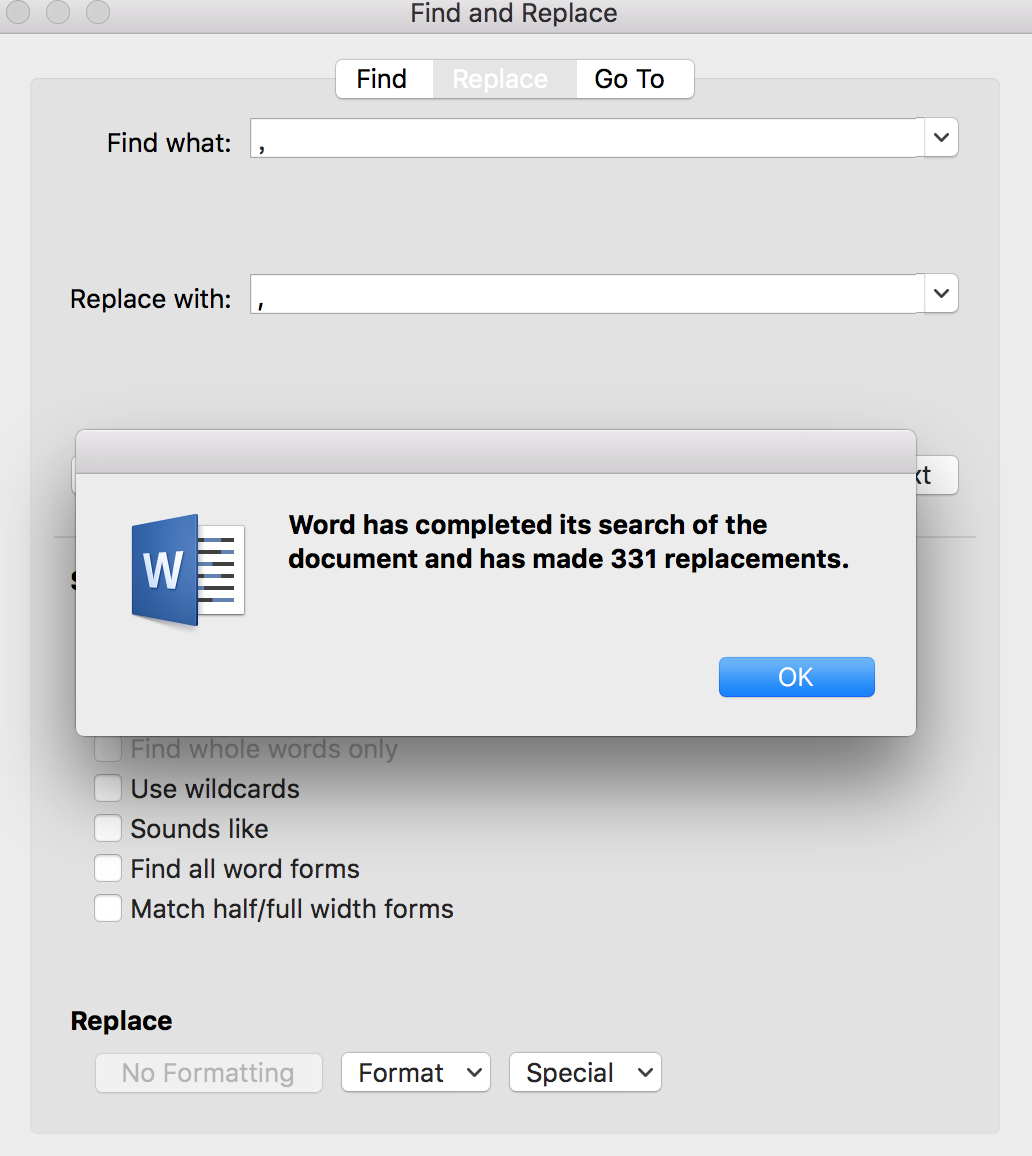 Find and Replace
Find Replace Go To
Find what: ,
Replace with: ,
Word has completed its search of the
document and has made 331 replacements.
W
OK
Find whole words only
Use wildcards
Sounds like
Find all word forms
Match half/full width forms
Replace
No Formatting Format Special